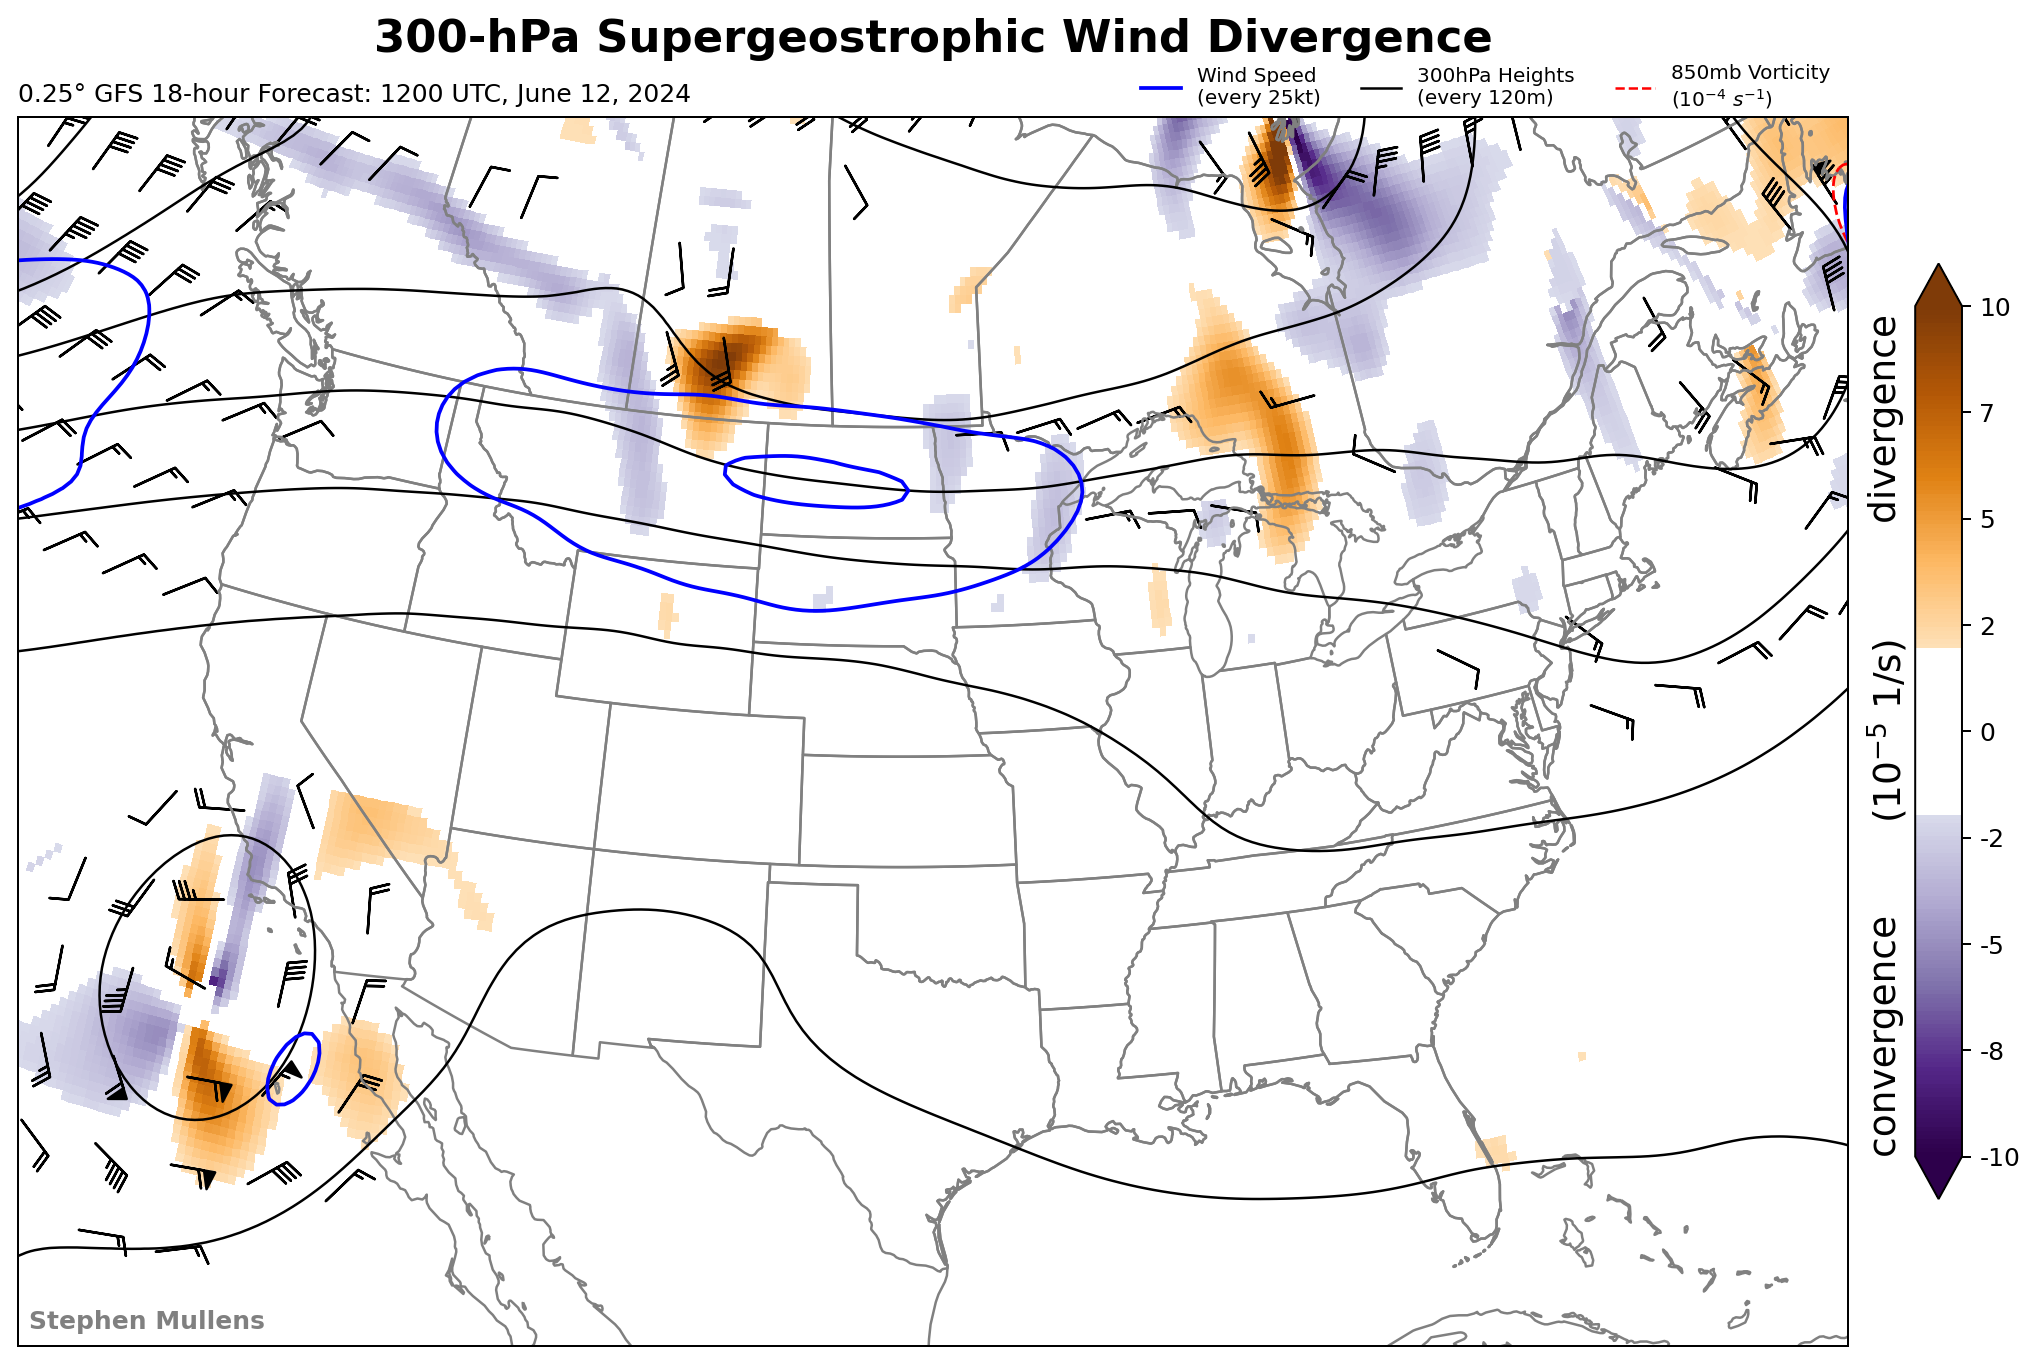 300-hPa Supergeostrophic Wind Divergence
0.25° GFS 18-hour Forecast: 1200 UTC, June 12, 2024
Wind Speed
(every 25kt)
300hPa Heights
(every 120m)
850mb Vorticity
(10⁻⁴ s⁻¹)
10
7
5
2
0
-2
-5
-8
-10
convergence (10⁻⁵ 1/s) divergence
Stephen Mullens